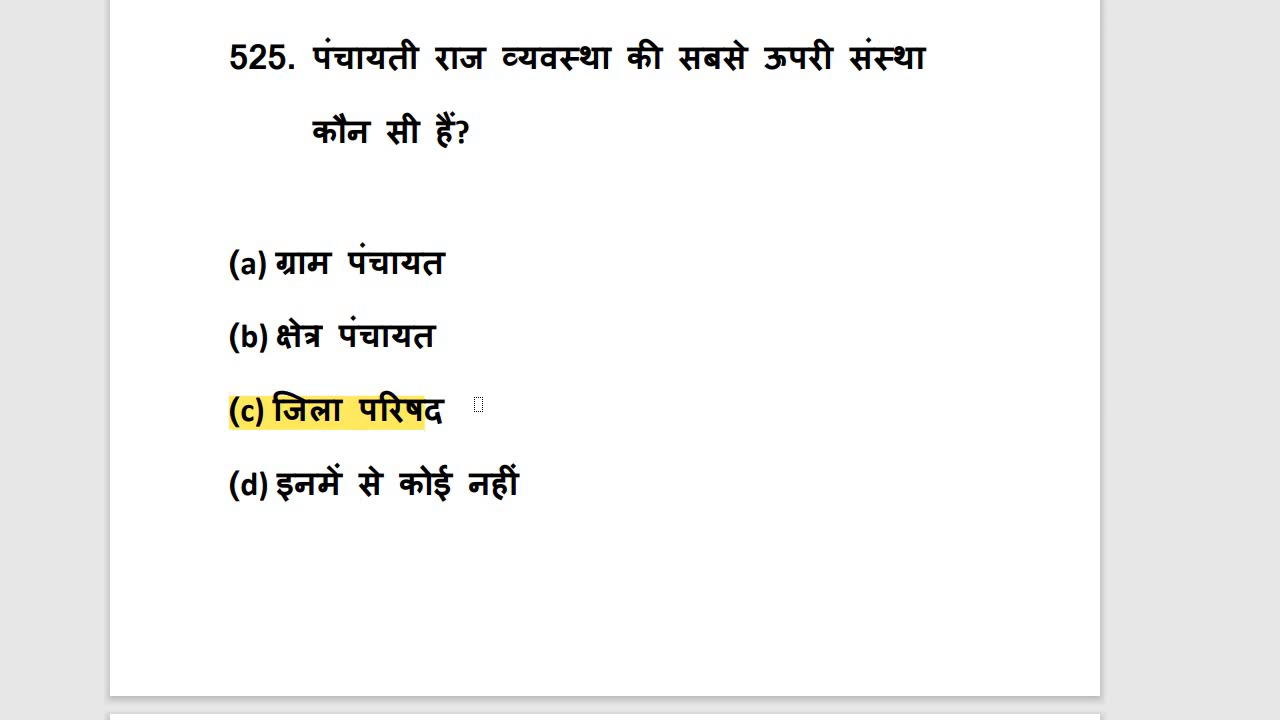 525. पंचायती राज व्यवस्था की सबसे ऊपरी संस्था
कौन सी हैं?
(a) ग्राम पंचायत
(b) क्षेत्र पंचायत
(c) जिला परिषद
(d) इनमें से कोई नहीं